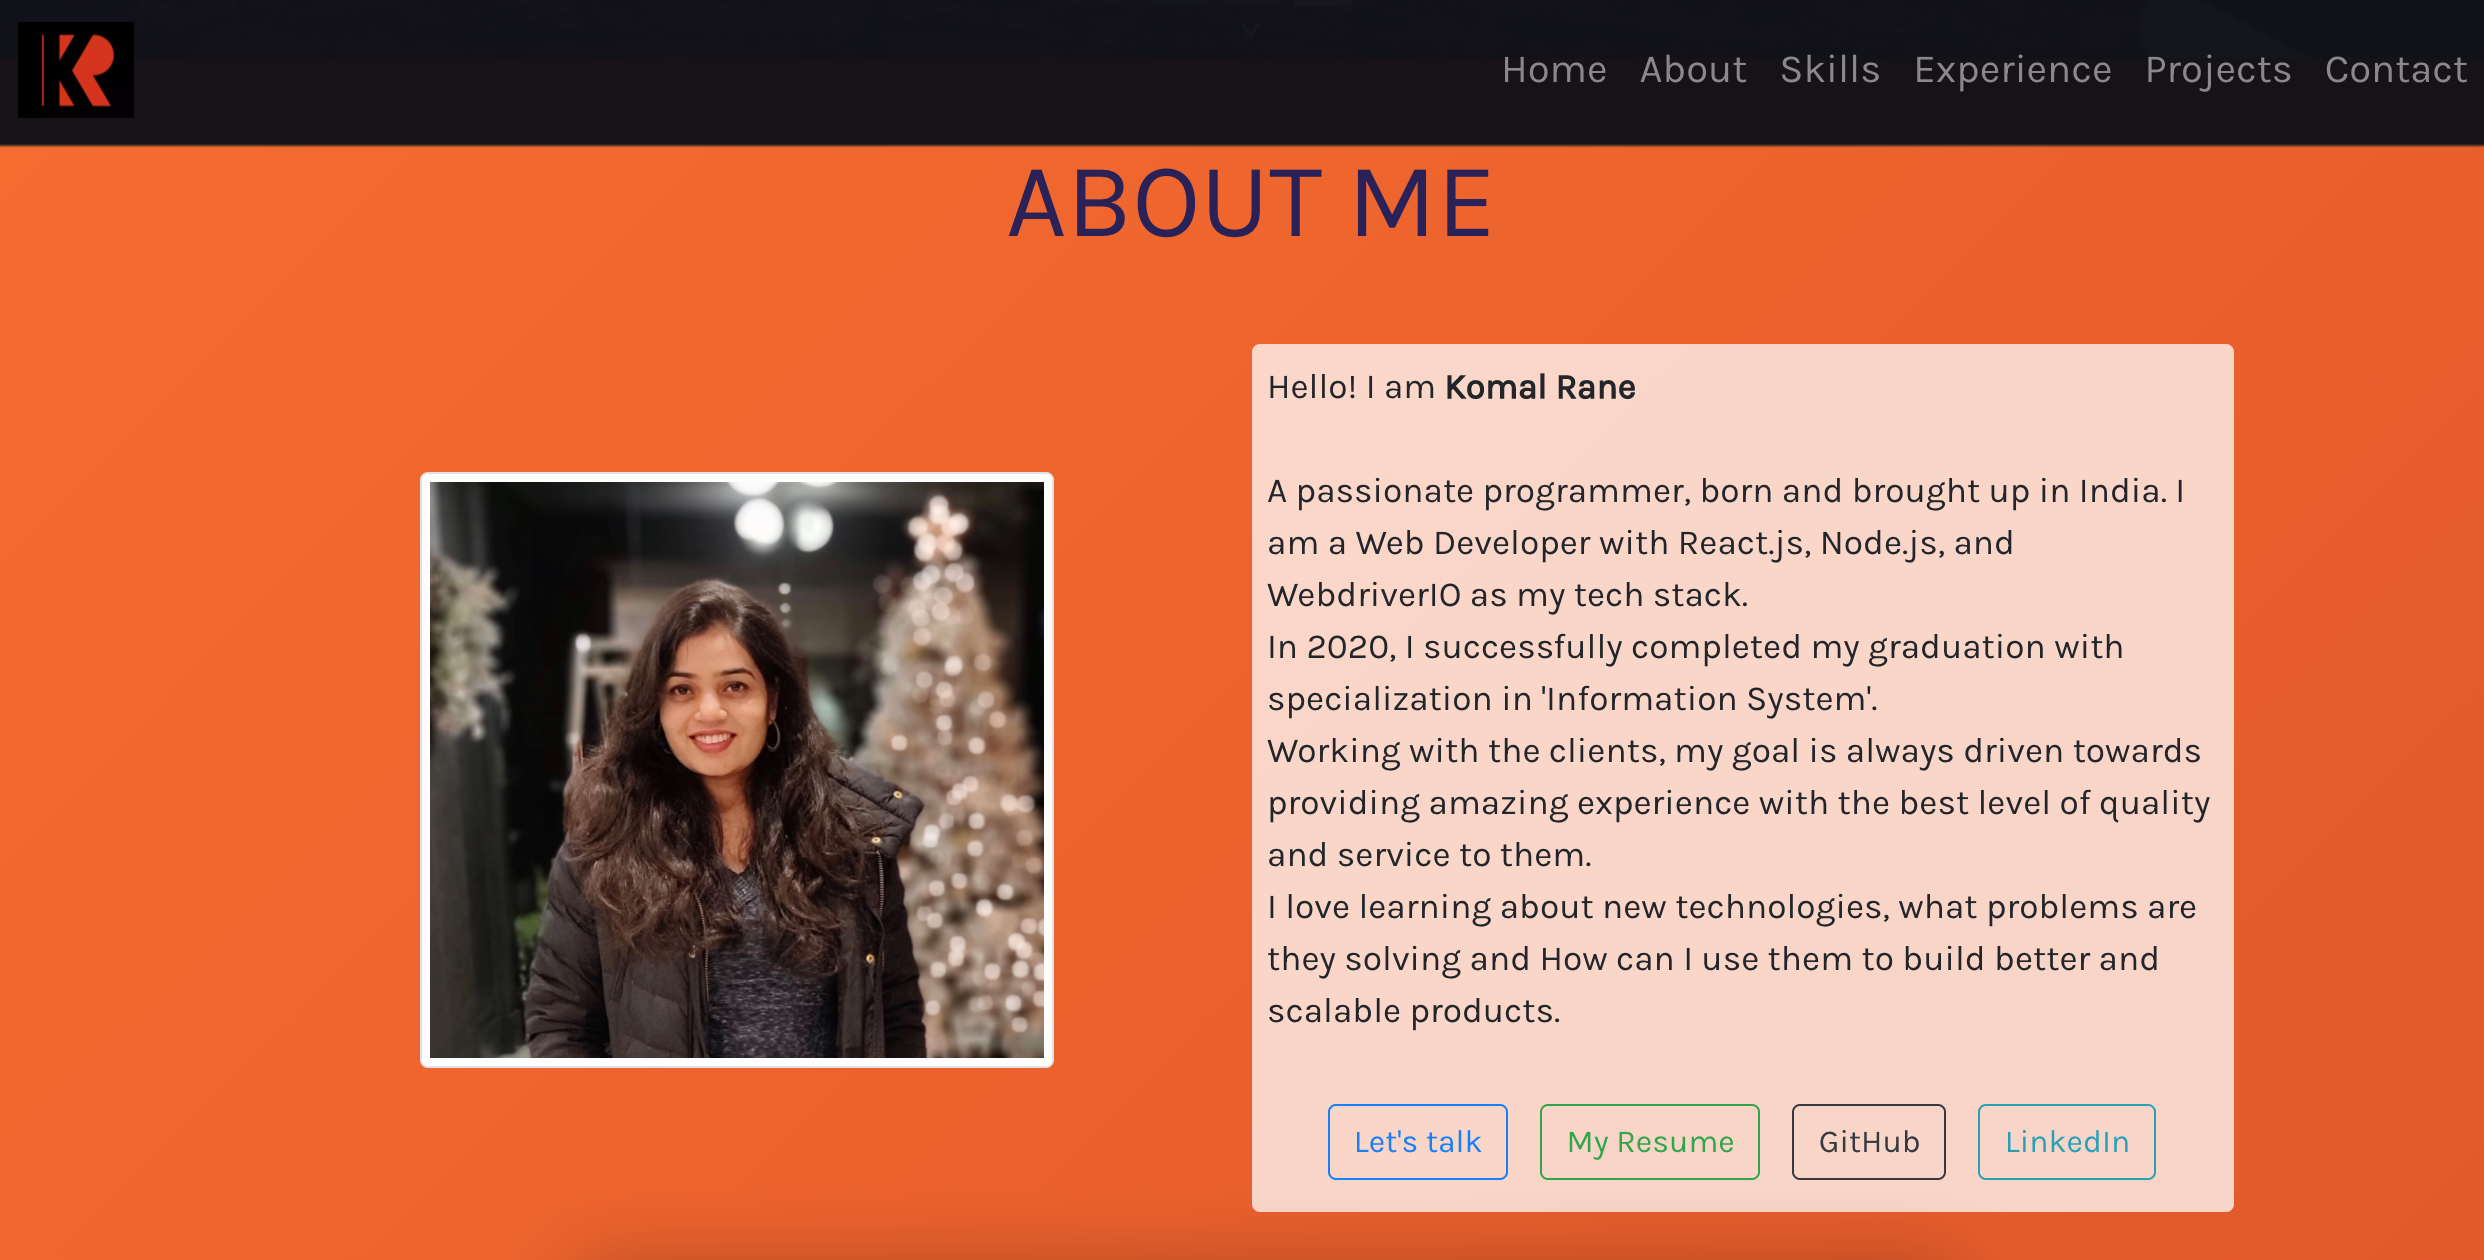 KR
Home About Skills Experience Projects Contact
ABOUT ME
Hello! I am Komal Rane
A passionate programmer, born and brought up in India. I
am a Web Developer with React.js, Node.js, and
WebdriverIO as my tech stack.
In 2020, I successfully completed my graduation with
specialization in 'Information System'.
Working with the clients, my goal is always driven towards
providing amazing experience with the best level of quality
and service to them.
I love learning about new technologies, what problems are
they solving and How can I use them to build better and
scalable products.
Let's talk My Resume GitHub LinkedIn